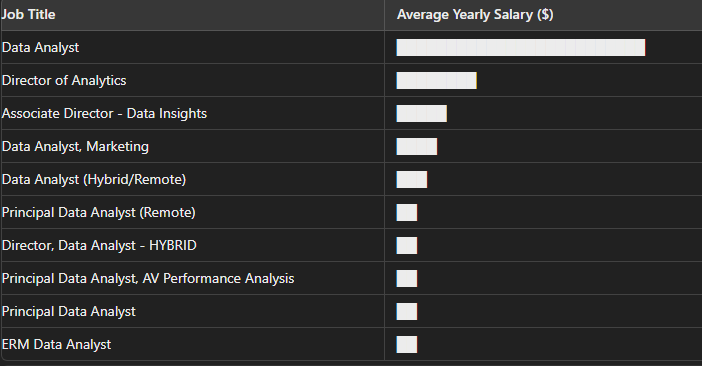 Job Title Average Yearly Salary ($)
Data Analyst
Director of Analytics
Associate Director - Data Insights
Data Analyst, Marketing
Data Analyst (Hybrid/Remote)
Principal Data Analyst (Remote)
Director, Data Analyst - HYBRID
Principal Data Analyst, AV Performance Analysis
Principal Data Analyst
ERM Data Analyst